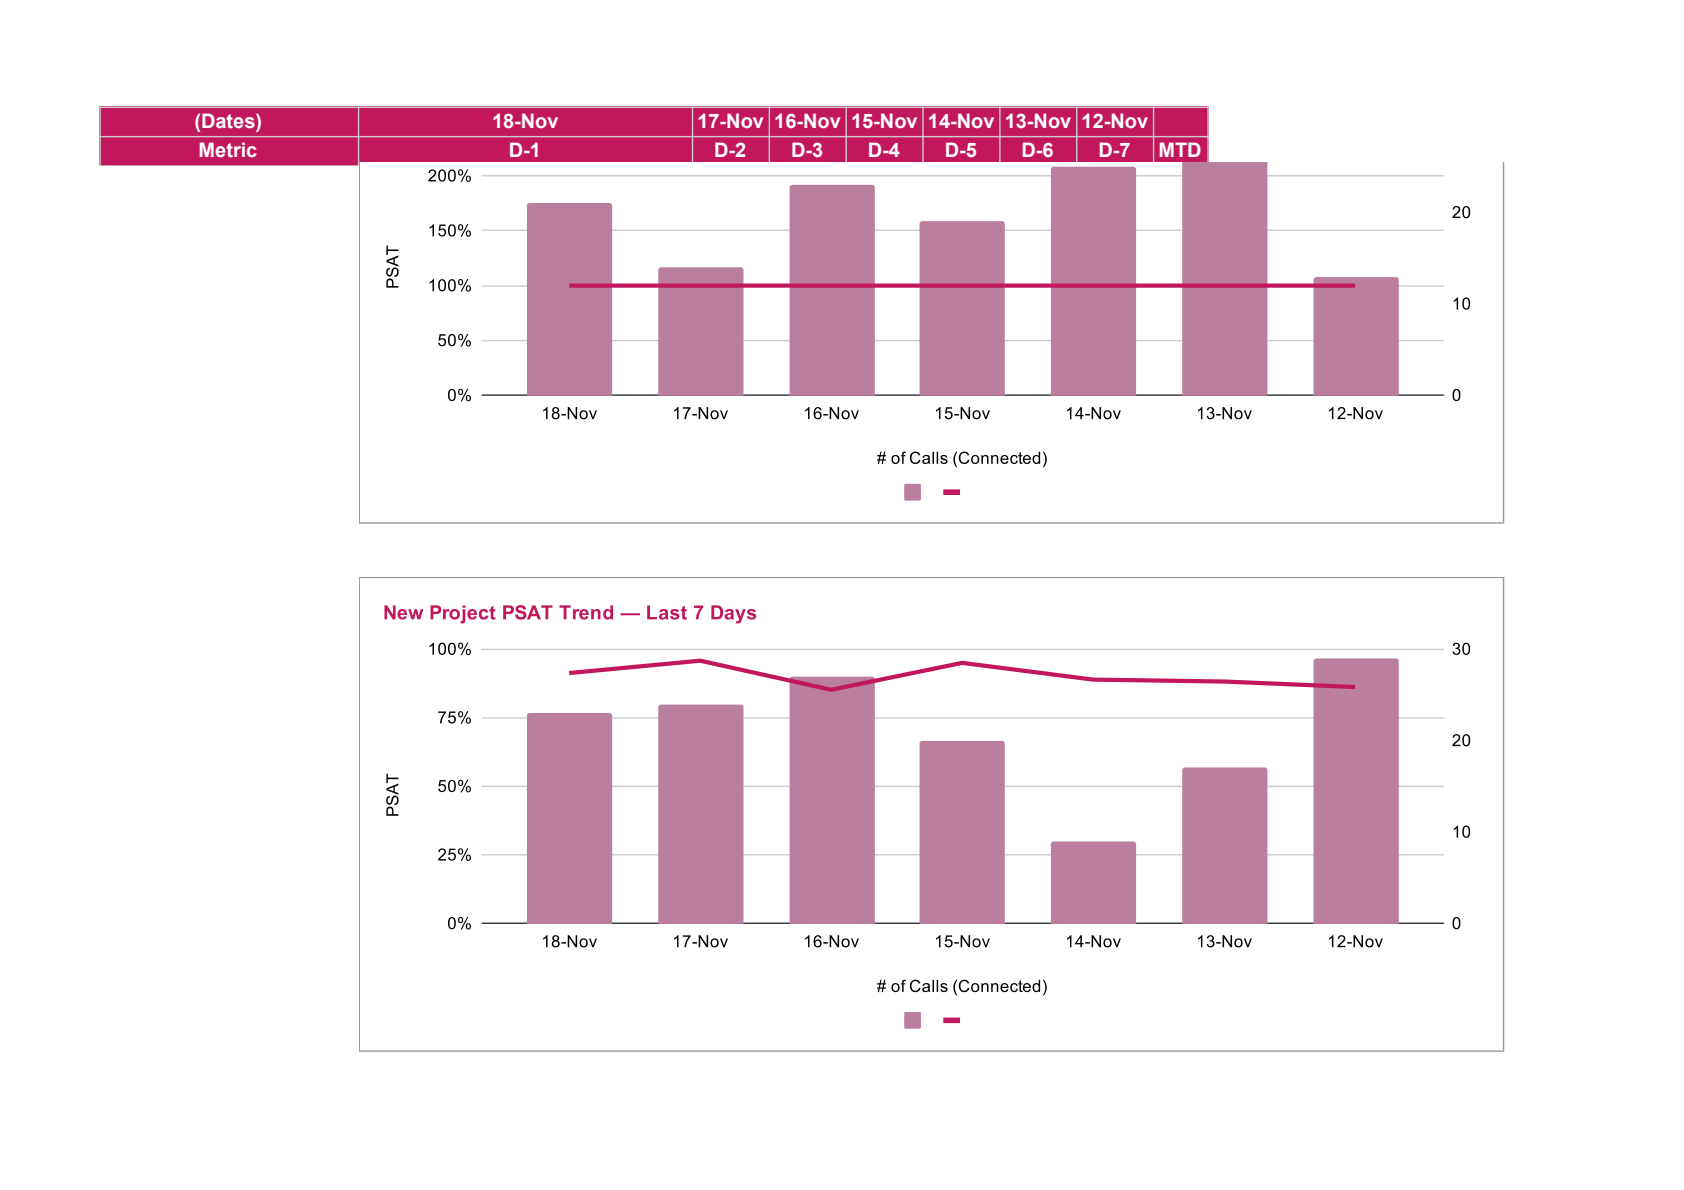 (Dates) 18-Nov 17-Nov 16-Nov 15-Nov 14-Nov 13-Nov 12-Nov
Metric D-1 D-2 D-3 D-4 D-5 D-6 D-7 MTD
200%
20
150%
PSAT
100%
10
50%
0% 0
18-Nov 17-Nov 16-Nov 15-Nov 14-Nov 13-Nov 12-Nov
# of Calls (Connected)
New Project PSAT Trend — Last 7 Days
100% 30
75%
20
50%
PSAT
10
25%
0% 0
18-Nov 17-Nov 16-Nov 15-Nov 14-Nov 13-Nov 12-Nov
# of Calls (Connected)